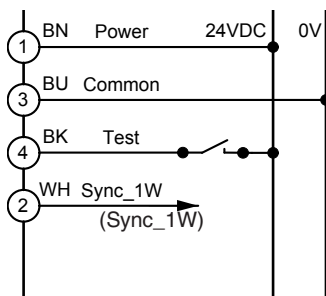 1 BN Power 24VDC 0V
3 BU Common
4 BK Test
2 WH Sync_1W
(Sync_1W)